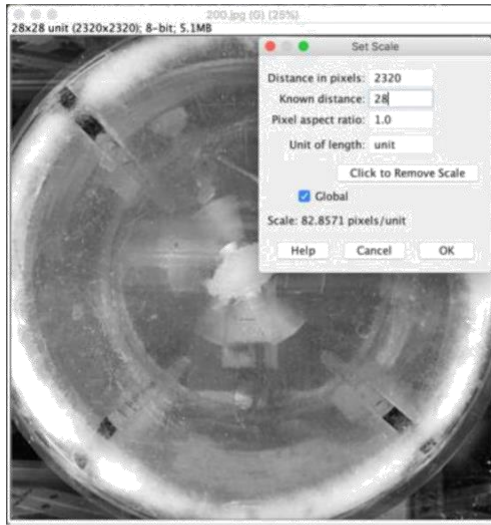 200.jpg (G) (25%)
28x28 unit (2320x2320); 8-bit; 5.1MB
Set Scale
Distance in pixels: 2320
Known distance: 28
Pixel aspect ratio: 1.0
Unit of length: unit
Click to Remove Scale
Global
Scale: 82.8571 pixels/unit
Help Cancel OK